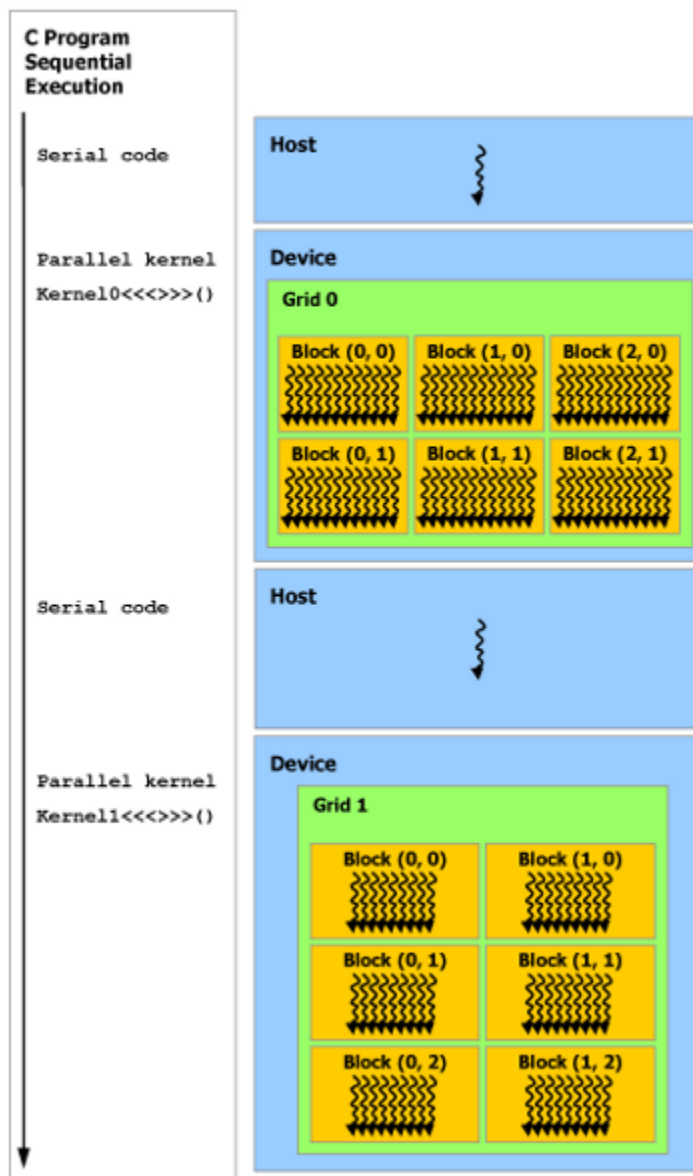 C Program
Sequential
Execution
Serial code
Host
Parallel kernel
Kernel0<<<>>>()
Device
Grid 0
Block (0, 0)
Block (1, 0)
Block (2, 0)
Block (0, 1)
Block (1, 1)
Block (2, 1)
Serial code
Host
Parallel kernel
Kernel1<<<>>>()
Device
Grid 1
Block (0, 0)
Block (1, 0)
Block (0, 1)
Block (1, 1)
Block (0, 2)
Block (1, 2)